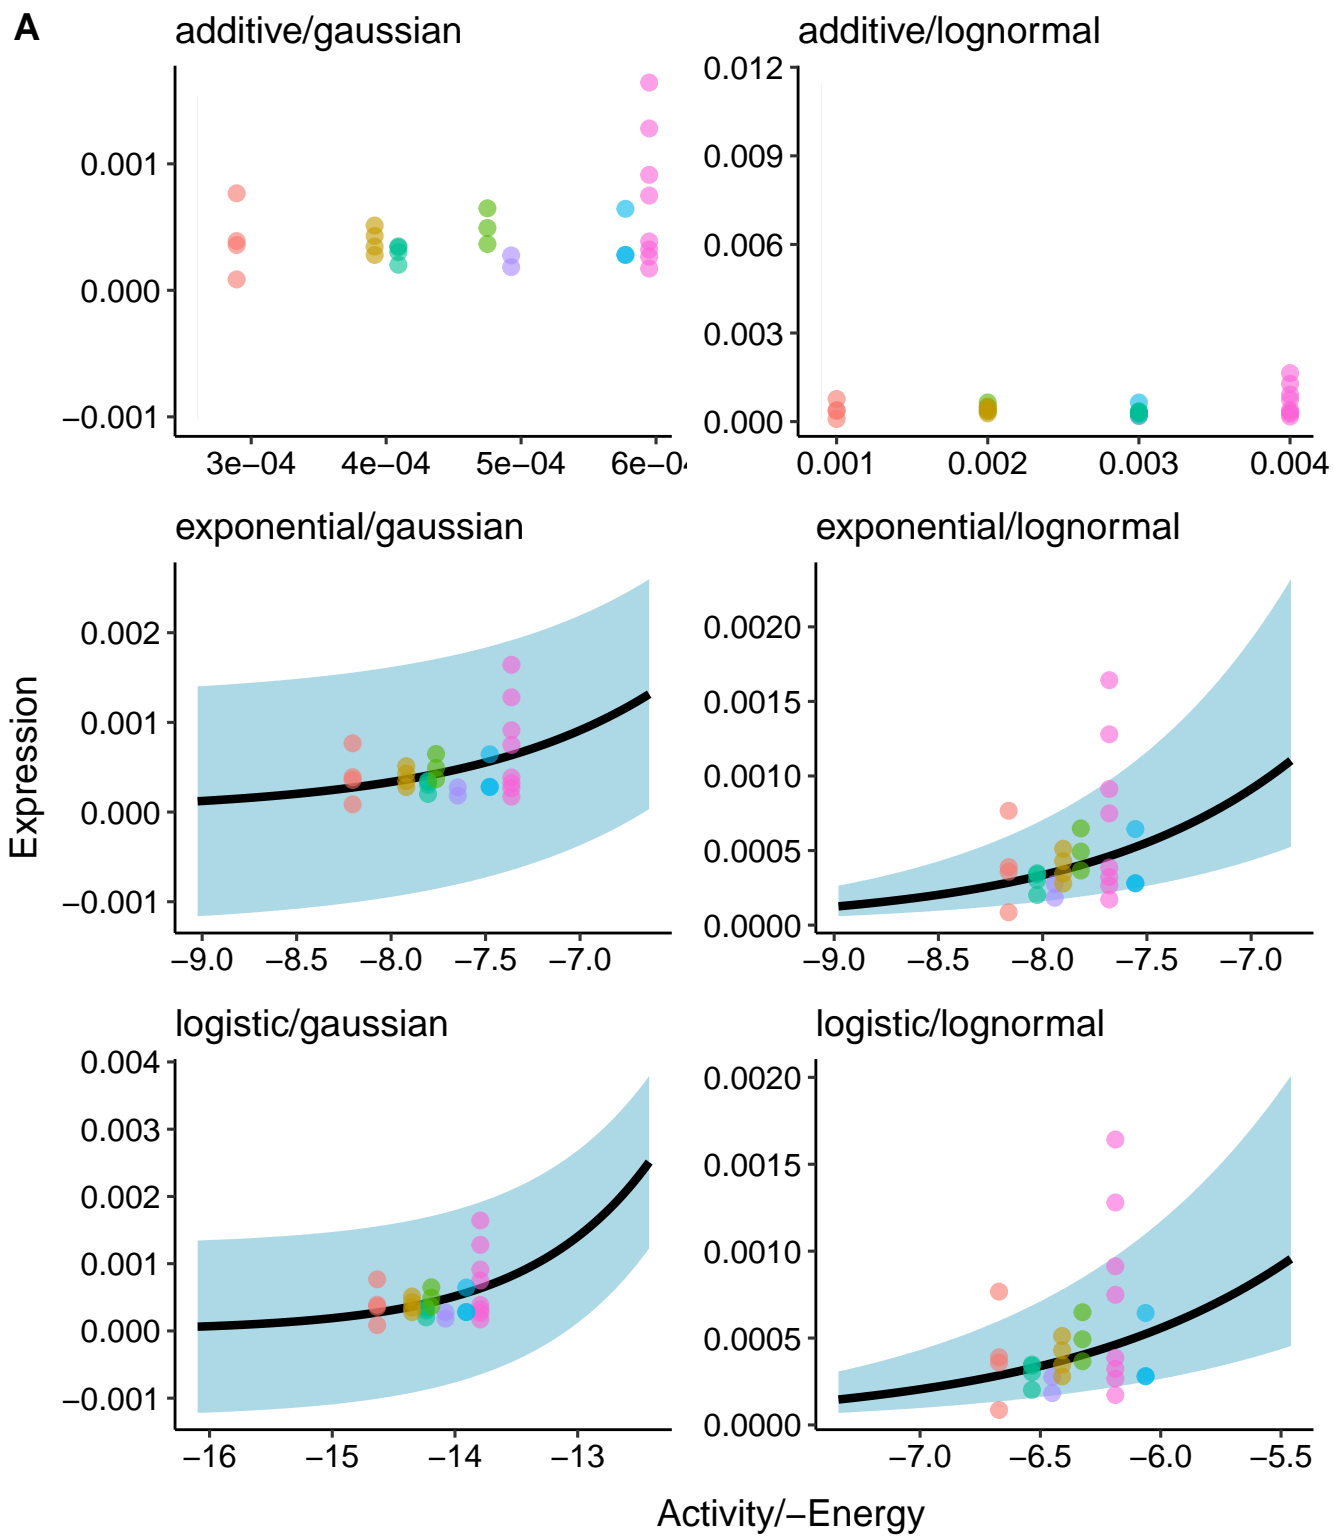 A
additive/gaussian
additive/lognormal
0.001
0.000
−0.001
3e−04 4e−04 5e−04 6e−0
0.012
0.009
0.006
0.003
0.000
0.001 0.002 0.003 0.004
exponential/gaussian
exponential/lognormal
0.002
0.001
0.000
−0.001
−9.0 −8.5 −8.0 −7.5 −7.0
0.0020
0.0015
0.0010
0.0005
0.0000
−9.0 −8.5 −8.0 −7.5 −7.0
Expression
logistic/gaussian
logistic/lognormal
0.004
0.003
0.002
0.001
0.000
−0.001
−16 −15 −14 −13
0.0020
0.0015
0.0010
0.0005
0.0000
−7.0 −6.5 −6.0 −5.5
Activity/−Energy